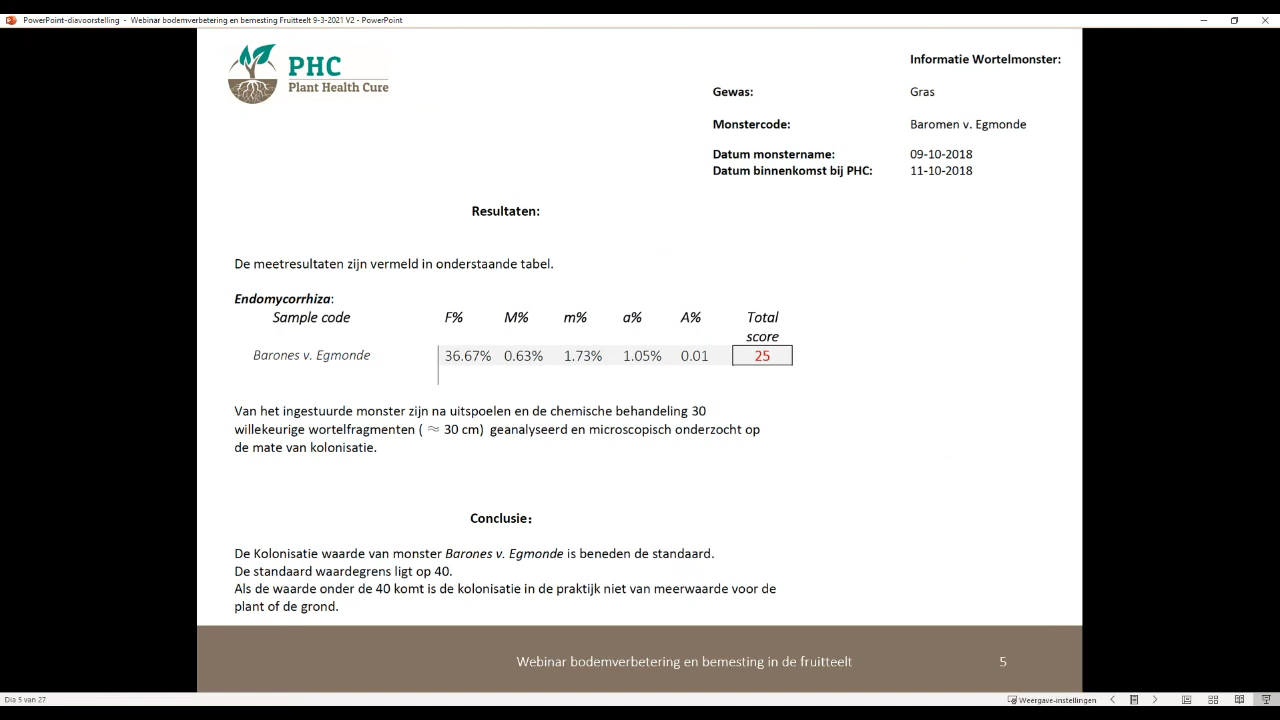 PowerPoint-diavoorstelling - Webinar bodemverbetering en bemesting Fruitteelt 9-3-2021 V2 - PowerPoint
PHC
Plant Health Cure
Informatie Wortelmonster:
Gewas: Gras
Monstercode: Baromen v. Egmonde
Datum monstername: 09-10-2018
Datum binnenkomst bij PHC: 11-10-2018
Resultaten:
De meetresultaten zijn vermeld in onderstaande tabel.
Endomycorrhiza:
Sample code F% M% m% a% A% Total
score
Barones v. Egmonde 36.67% 0.63% 1.73% 1.05% 0.01 25
Van het ingestuurde monster zijn na uitspoelen en de chemische behandeling 30
willekeurige wortelfragmenten ( ≈ 30 cm) geanalyseerd en microscopisch onderzocht op
de mate van kolonisatie.
Conclusie:
De Kolonisatie waarde van monster Barones v. Egmonde is beneden de standaard.
De standaard waardegrens ligt op 40.
Als de waarde onder de 40 komt is de kolonisatie in de praktijk niet van meerwaarde voor de
plant of de grond.
Webinar bodemverbetering en bemesting in de fruitteelt 5
Dia 5 van 27 Weergave-instellingen